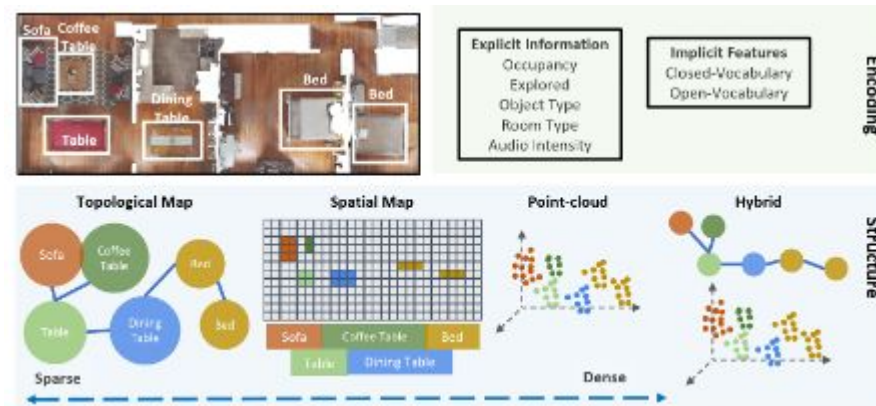 Sofa
Coffee
Table
Dining
Table
Bed
Bed
Table
Explicit Information
Occupancy
Explored
Object Type
Room Type
Audio Intensity
Implicit Features
Closed-Vocabulary
Open-Vocabulary
Encoding
Topological Map
Sofa
Coffee
Table
Bed
Table
Dining
Table
Bed
Sparse
Spatial Map
Sofa
Coffee Table
Bed
Table
Dining Table
Point-cloud
Dense
Hybrid
Structure